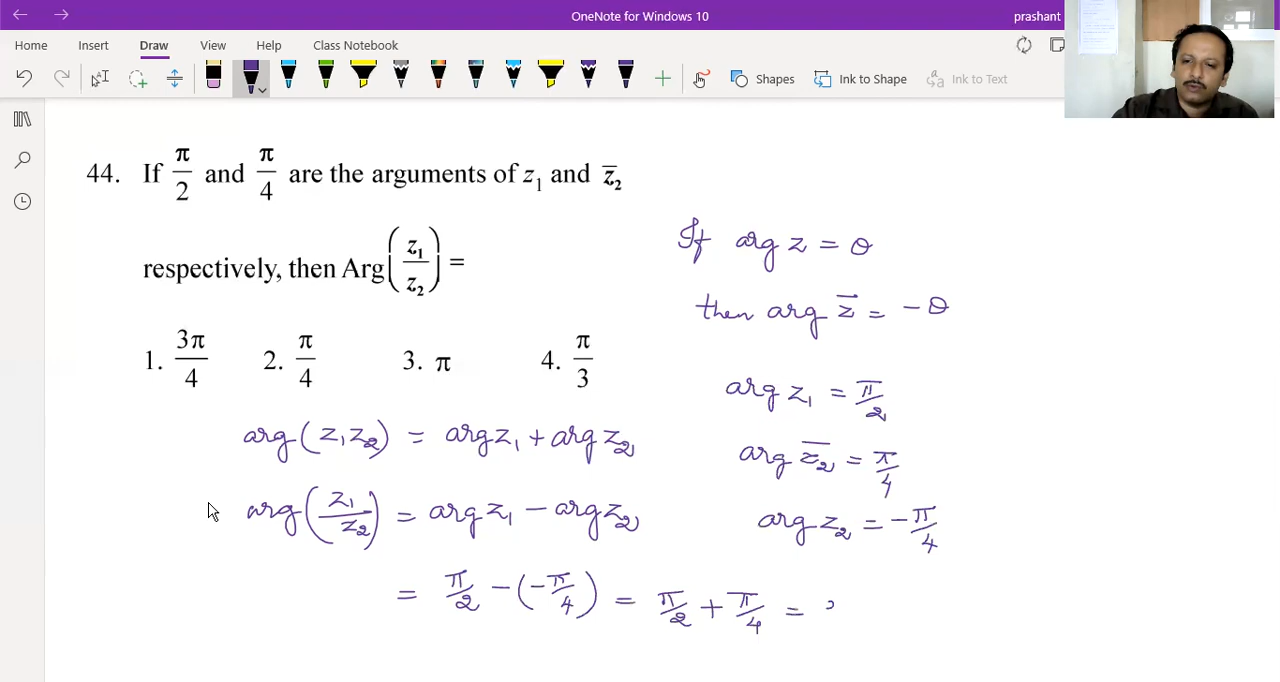 OneNote for Windows 10
prashant
Home Insert Draw View Help Class Notebook
Shapes Ink to Shape Ink to Text
44. If π/2 and π/4 are the arguments of z₁ and z̅₂
respectively, then Arg(z₁/z₂) =
1. 3π/4 2. π/4 3. π 4. π/3
If arg z = θ
then arg z̅ = -θ
arg z₁ = π/2
arg z̅₂ = π/4
arg z₂ = -π/4
arg(z₁z₂) = arg z₁ + arg z₂
arg(z₁/z₂) = arg z₁ - arg z₂
= π/2 - (-π/4) = π/2 + π/4 =